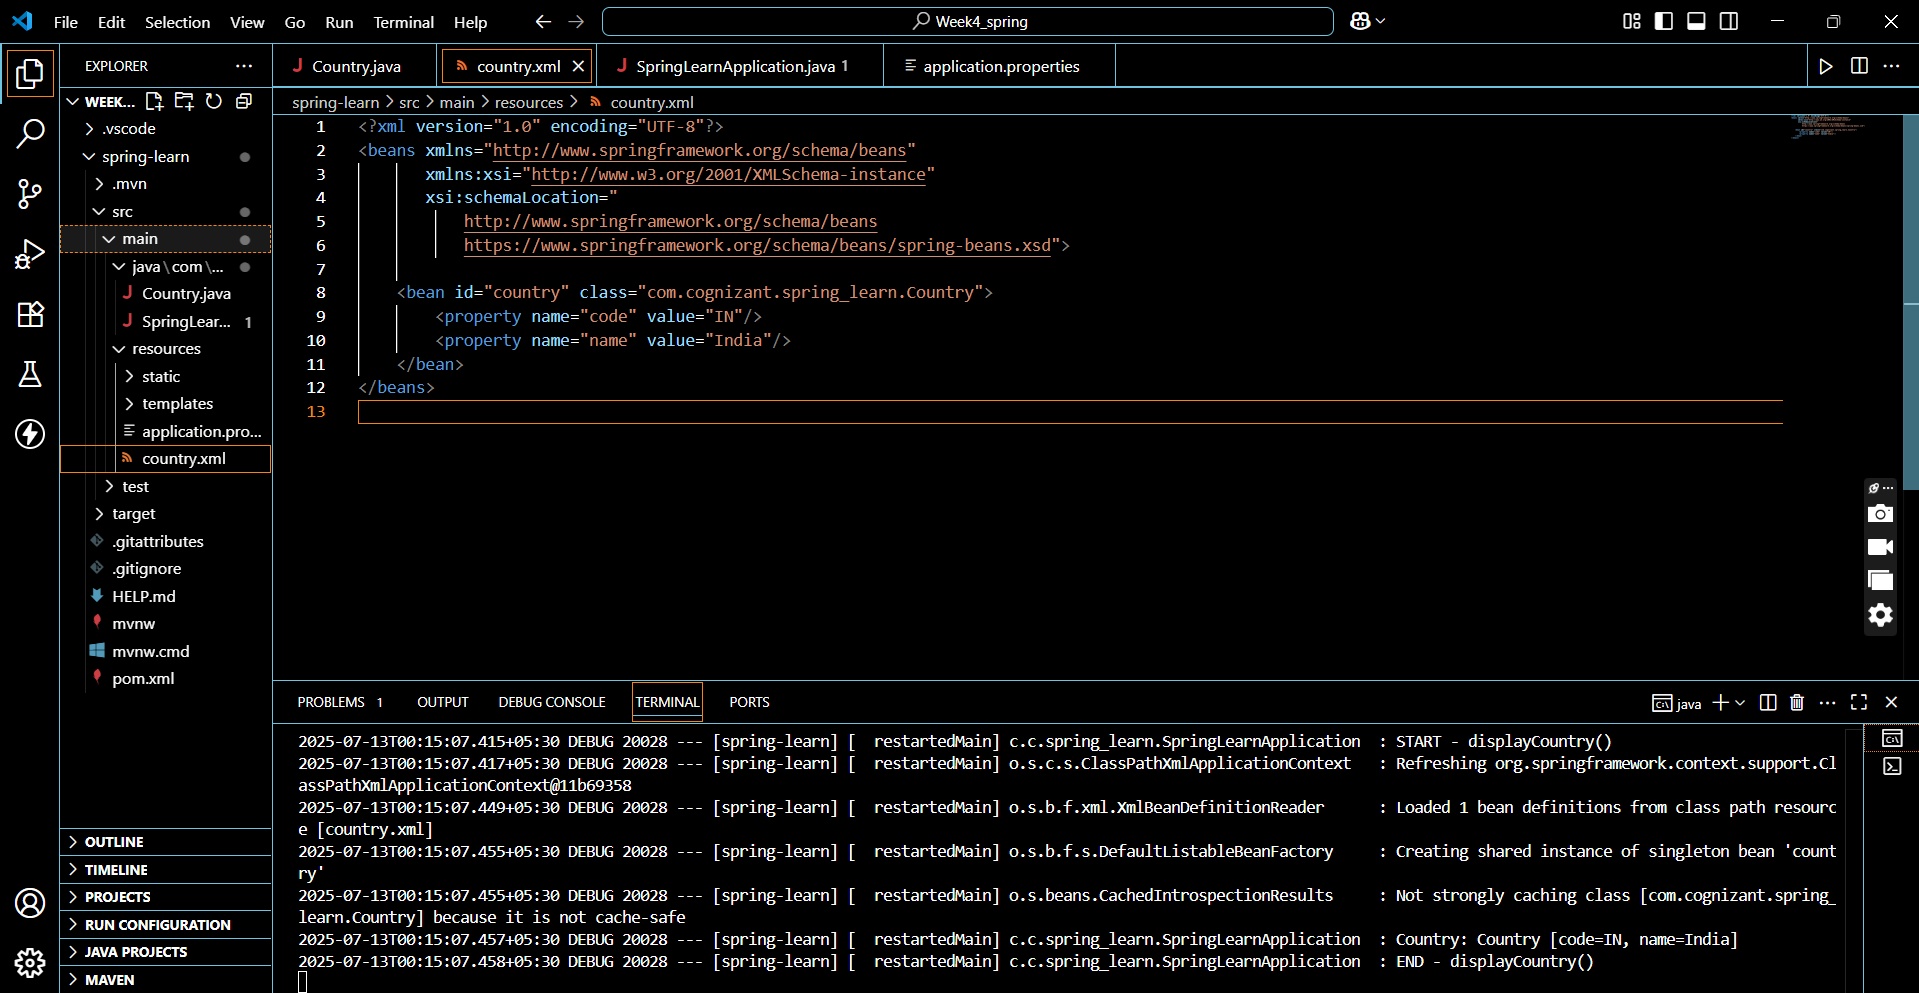 File Edit Selection View Go Run Terminal Help
Week4_spring
EXPLORER
WEEK...
.vscode
spring-learn
.mvn
src
main
java\com\...
Country.java
SpringLear... 1
resources
static
templates
application.pro...
country.xml
test
target
.gitattributes
.gitignore
HELP.md
mvnw
mvnw.cmd
pom.xml
OUTLINE
TIMELINE
PROJECTS
RUN CONFIGURATION
JAVA PROJECTS
MAVEN
Country.java country.xml SpringLearnApplication.java 1 application.properties
spring-learn > src > main > resources > country.xml
1 <?xml version="1.0" encoding="UTF-8"?>
2 <beans xmlns="http://www.springframework.org/schema/beans"
3 xmlns:xsi="http://www.w3.org/2001/XMLSchema-instance"
4 xsi:schemaLocation="
5 http://www.springframework.org/schema/beans
6 https://www.springframework.org/schema/beans/spring-beans.xsd">
7
8 <bean id="country" class="com.cognizant.spring_learn.Country">
9 <property name="code" value="IN"/>
10 <property name="name" value="India"/>
11 </bean>
12 </beans>
13
PROBLEMS 1 OUTPUT DEBUG CONSOLE TERMINAL PORTS
java
2025-07-13T00:15:07.415+05:30 DEBUG 20028 --- [spring-learn] [  restartedMain] c.c.spring_learn.SpringLearnApplication  : START - displayCountry()
2025-07-13T00:15:07.417+05:30 DEBUG 20028 --- [spring-learn] [  restartedMain] o.s.c.s.ClassPathXmlApplicationContext   : Refreshing org.springframework.context.support.Cl
assPathXmlApplicationContext@11b69358
2025-07-13T00:15:07.449+05:30 DEBUG 20028 --- [spring-learn] [  restartedMain] o.s.b.f.xml.XmlBeanDefinitionReader      : Loaded 1 bean definitions from class path resourc
e [country.xml]
2025-07-13T00:15:07.455+05:30 DEBUG 20028 --- [spring-learn] [  restartedMain] o.s.b.f.s.DefaultListableBeanFactory     : Creating shared instance of singleton bean 'count
ry'
2025-07-13T00:15:07.455+05:30 DEBUG 20028 --- [spring-learn] [  restartedMain] o.s.beans.CachedIntrospectionResults     : Not strongly caching class [com.cognizant.spring_
learn.Country] because it is not cache-safe
2025-07-13T00:15:07.457+05:30 DEBUG 20028 --- [spring-learn] [  restartedMain] c.c.spring_learn.SpringLearnApplication  : Country: Country [code=IN, name=India]
2025-07-13T00:15:07.458+05:30 DEBUG 20028 --- [spring-learn] [  restartedMain] c.c.spring_learn.SpringLearnApplication  : END - displayCountry()